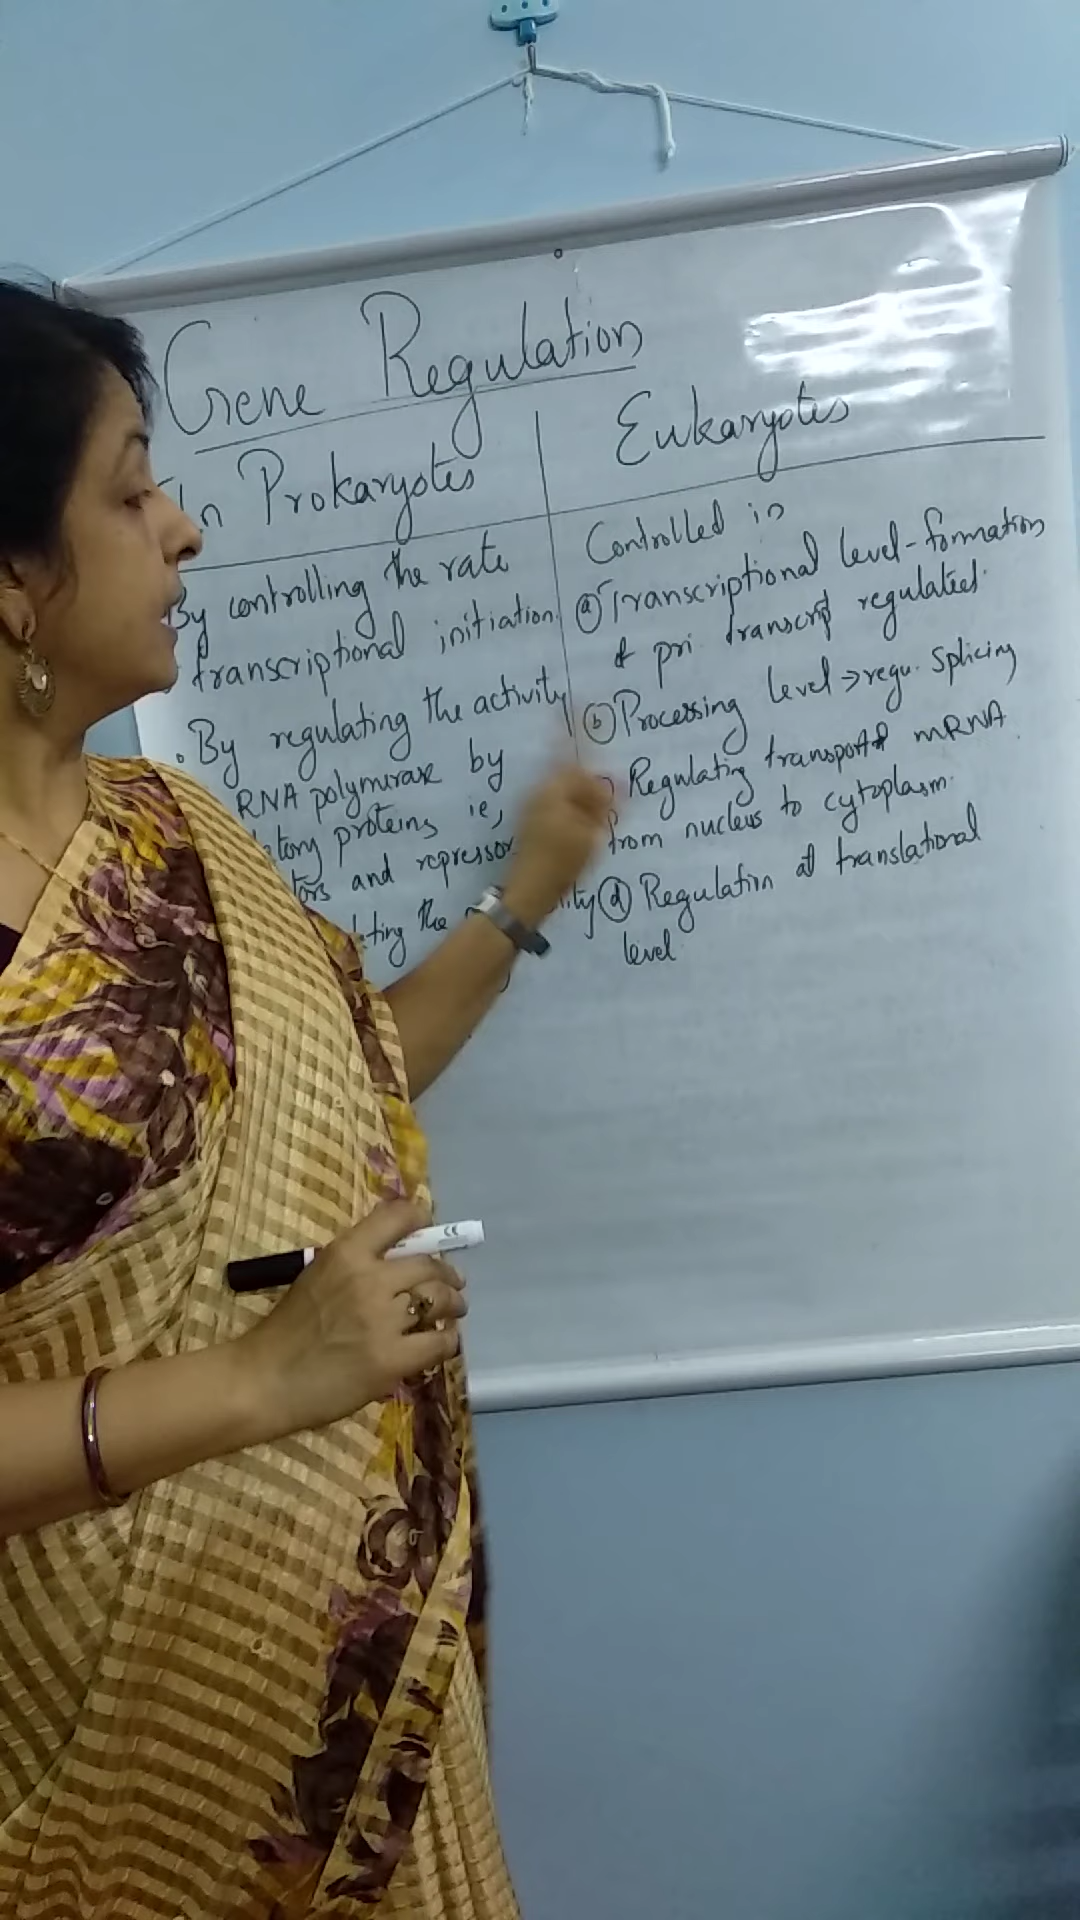 Gene Regulation
In Prokaryotes
By controlling the rate
transcriptional initiation.
. By regulating the activity
RNA polymerase by
proteins ie,
and repressor
the
Eukaryotes
Controlled in
(a) Transcriptional level - formation
of pri. transcript regulated.
(b) Processing level → regu. splicing
Regulating transport of mRNA
from nucleus to cytoplasm.
(d) Regulation at translational
level